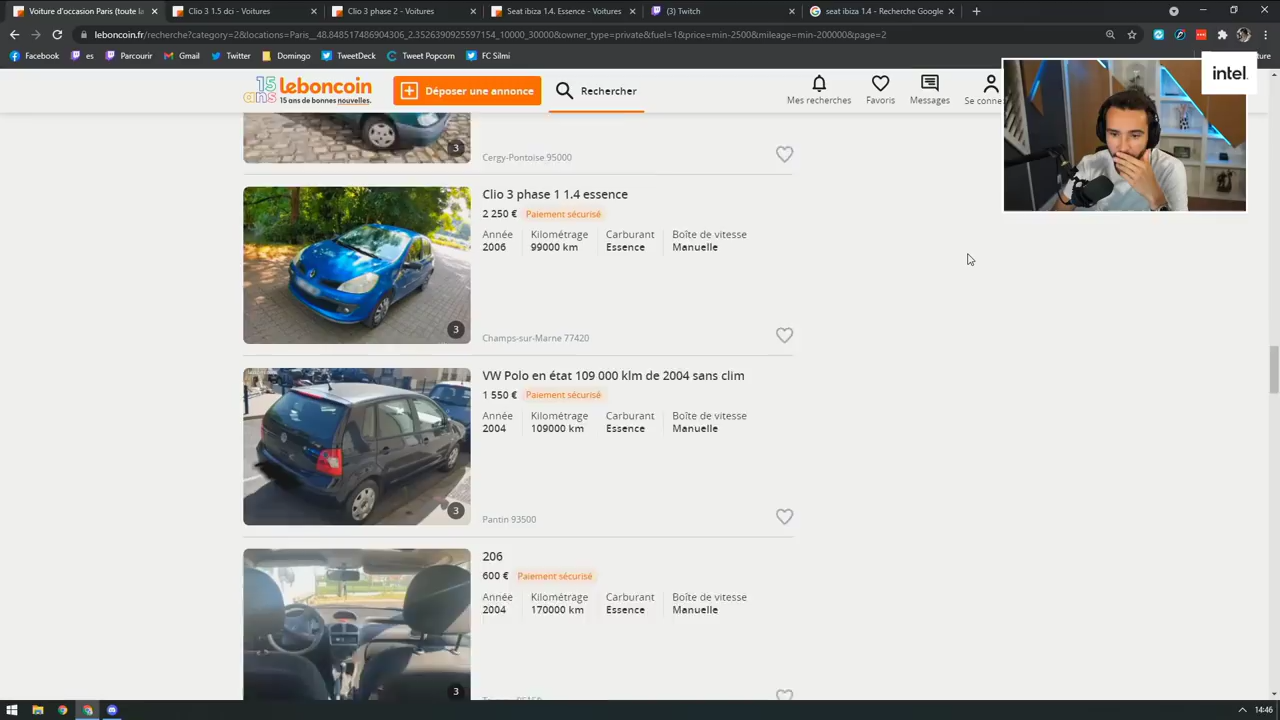 Voiture d'occasion Paris (toute la
Clio 3 1.5 dci - Voitures
Clio 3 phase 2 - Voitures
Seat ibiza 1.4. Essence - Voitures
(3) Twitch
seat ibiza 1.4 - Recherche Google
leboncoin.fr/recherche?category=2&locations=Paris__48.848517486904306_2.3526390925597154_10000_30000&owner_type=private&fuel=1&price=min-2500&mileage=min-200000&page=2
Facebook
es
Parcourir
Gmail
Twitter
Domingo
TweetDeck
Tweet Popcorn
FC Silmi
15 ans
leboncoin
15 ans de bonnes nouvelles.
Déposer une annonce
Rechercher
Mes recherches
Favoris
Messages
Se conne
intel.
3
Cergy-Pontoise 95000
Clio 3 phase 1 1.4 essence
2 250 € Paiement sécurisé
Année Kilométrage Carburant Boîte de vitesse
2006 99000 km Essence Manuelle
3
Champs-sur-Marne 77420
VW Polo en état 109 000 klm de 2004 sans clim
1 550 € Paiement sécurisé
Année Kilométrage Carburant Boîte de vitesse
2004 109000 km Essence Manuelle
3
Pantin 93500
206
600 € Paiement sécurisé
Année Kilométrage Carburant Boîte de vitesse
2004 170000 km Essence Manuelle
3
14:46